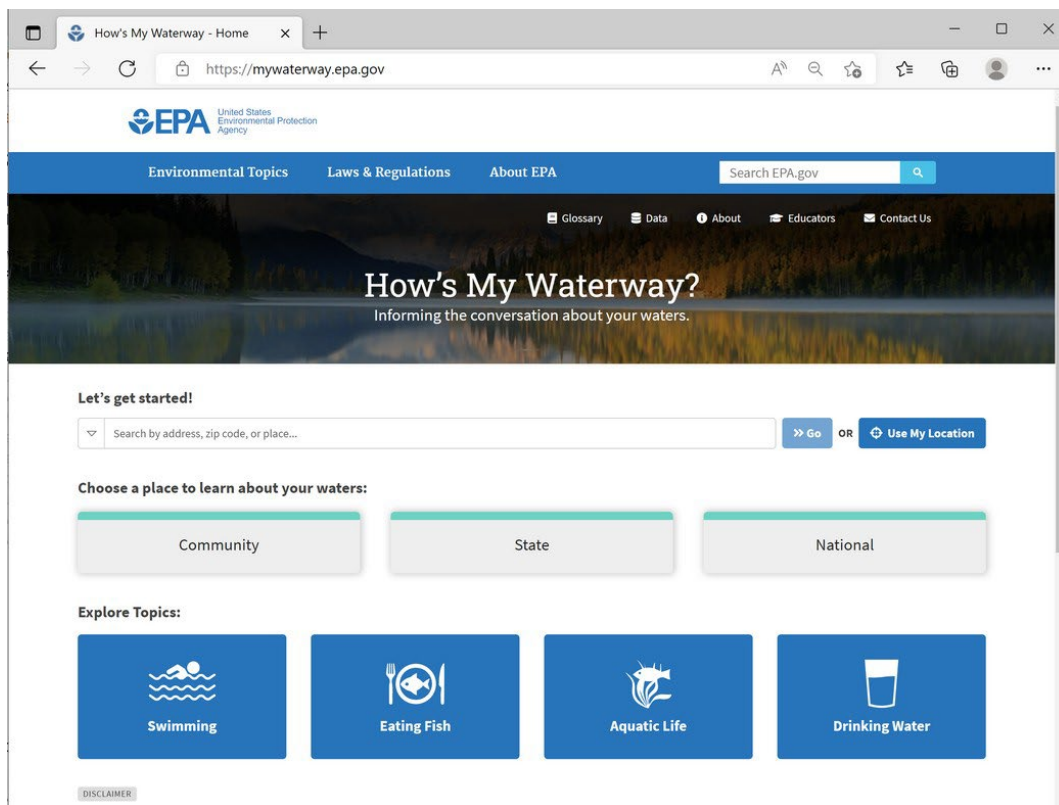 How's My Waterway - Home
https://mywaterway.epa.gov
EPA
United States
Environmental Protection
Agency
Environmental Topics Laws & Regulations About EPA Search EPA.gov
Glossary Data About Educators Contact Us
How's My Waterway?
Informing the conversation about your waters.
Let's get started!
Search by address, zip code, or place... Go OR Use My Location
Choose a place to learn about your waters:
Community State National
Explore Topics:
Swimming Eating Fish Aquatic Life Drinking Water
DISCLAIMER